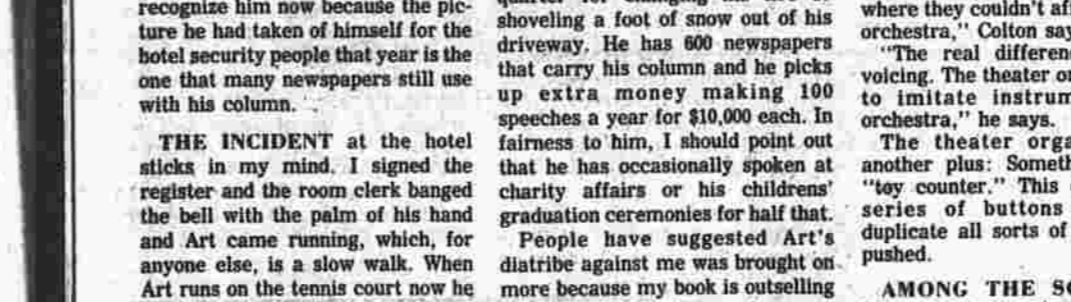 recognize him now because the pic-
ture he had taken of himself for the
hotel security people that year is the
one that many newspapers still use
with his column.
THE INCIDENT at the hotel
sticks in my mind. I signed the
register and the room clerk banged
the bell with the palm of his hand
and Art came running, which, for
anyone else, is a slow walk. When
Art runs on the tennis court now he
shoveling a foot of snow out of his
driveway. He has 600 newspapers
that carry his column and he picks
up extra money making 100
speeches a year for $10,000 each. In
fairness to him, I should point out
that he has occasionally spoken at
charity affairs or his childrens'
graduation ceremonies for half that.
People have suggested Art's
diatribe against me was brought on
more because my book is outselling
where they couldn't
orchestra," Colton
"The real
voicing. The theater
to imitate
orchestra," he says.
The theater
another plus:
"toy counter." This
series of buttons
duplicate all sorts of
pushed.
AMONG THE